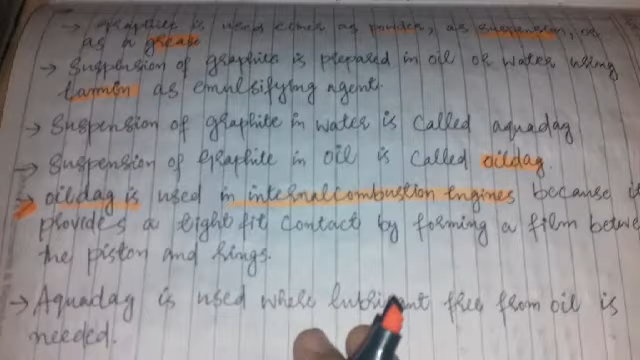 → Graphite is used comes as powder, as suspension, or
as a grease
→ Suspension of graphite is prepared in oil or water using
Tannin as emulsifying agent.
→ Suspension of graphite in water is called aquadag
→ Suspension of Graphite in oil is called oildag.
→ oildag is used in internal combustion engines because it
provides a tight fit contact by forming a film betwe
the piston and rings.
→ Aquadag is used where lubricant free from oil is
needed.